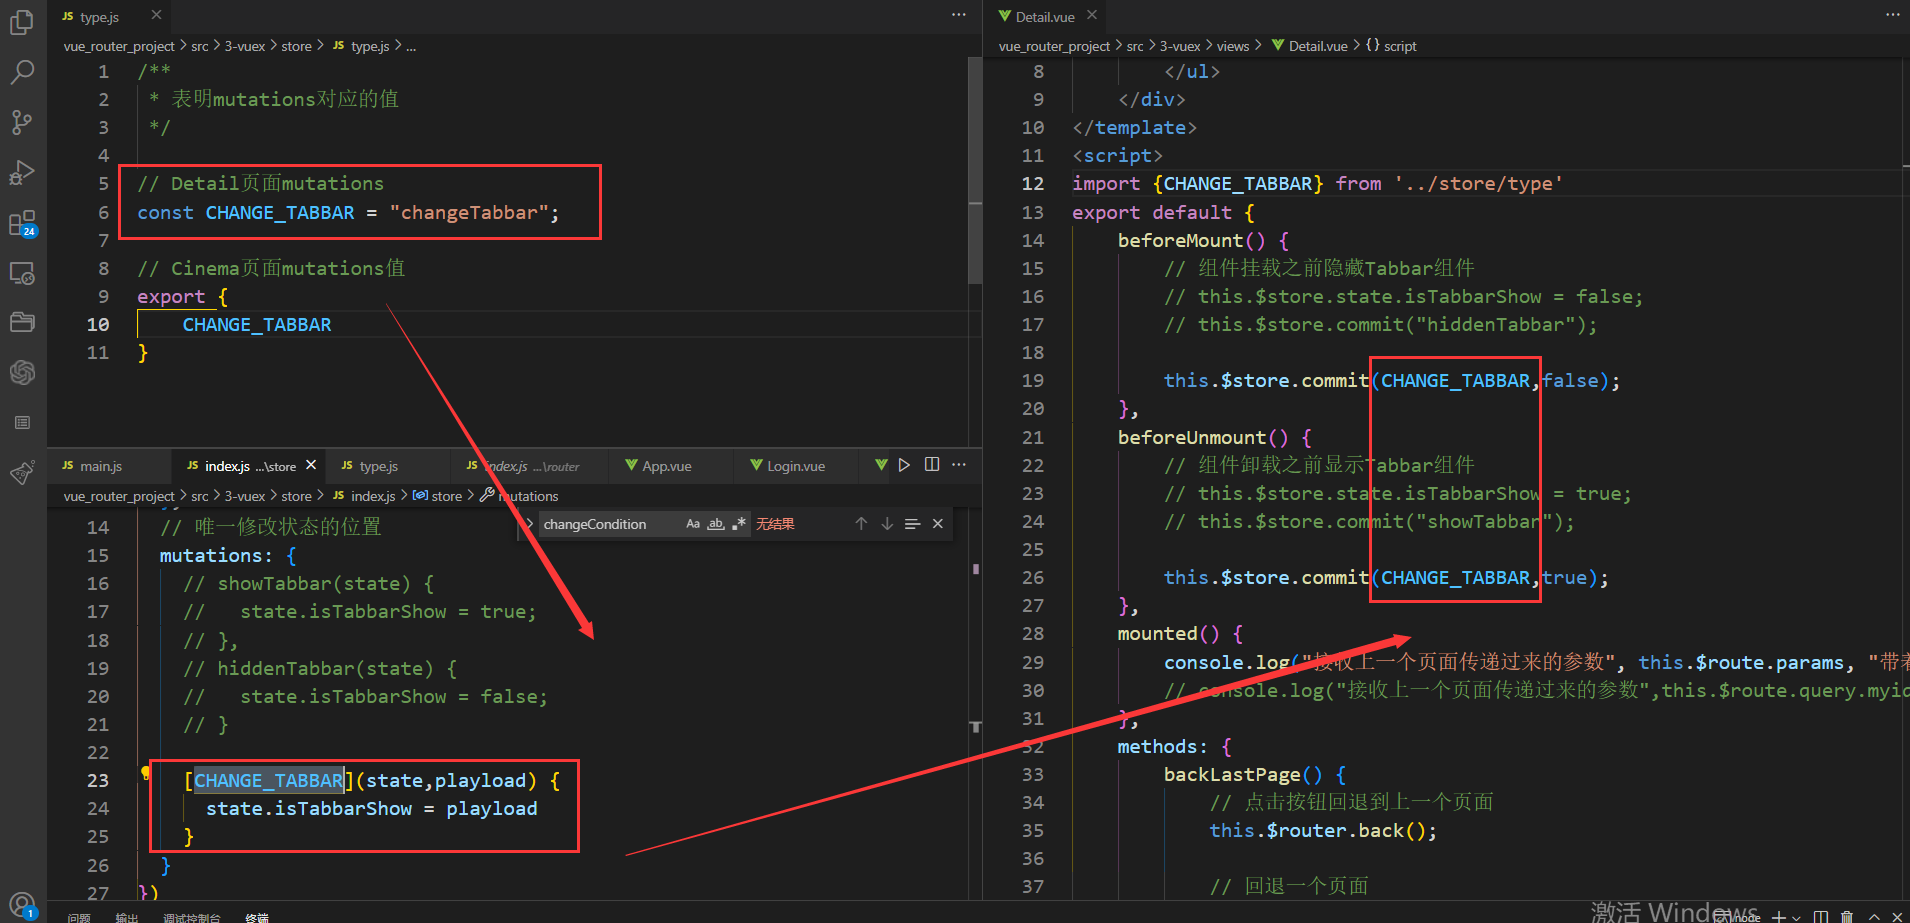 JS type.js ×
vue_router_project > src > 3-vuex > store > JS type.js > ...
1 /**
2 * 表明mutations对应的值
3 */
4
5 // Detail页面mutations
6 const CHANGE_TABBAR = "changeTabbar";
7
8 // Cinema页面mutations值
9 export {
10 CHANGE_TABBAR
11 }
JS main.js JS index.js ...\store × JS type.js JS index.js ...\router App.vue Login.vue
vue_router_project > src > 3-vuex > store > JS index.js > store > mutations
changeCondition Aa ab 无结果
14 // 唯一修改状态的位置
15 mutations: {
16 // showTabbar(state) {
17 // state.isTabbarShow = true;
18 // },
19 // hiddenTabbar(state) {
20 // state.isTabbarShow = false;
21 // }
22
23 [CHANGE_TABBAR](state,playload) {
24 state.isTabbarShow = playload
25 }
26 }
27 })
Detail.vue ×
vue_router_project > src > 3-vuex > views > Detail.vue > {} script
8 </ul>
9 </div>
10 </template>
11 <script>
12 import {CHANGE_TABBAR} from '../store/type'
13 export default {
14 beforeMount() {
15 // 组件挂载之前隐藏Tabbar组件
16 // this.$store.state.isTabbarShow = false;
17 // this.$store.commit("hiddenTabbar");
18
19 this.$store.commit(CHANGE_TABBAR,false);
20 },
21 beforeUnmount() {
22 // 组件卸载之前显示Tabbar组件
23 // this.$store.state.isTabbarShow = true;
24 // this.$store.commit("showTabbar");
25
26 this.$store.commit(CHANGE_TABBAR,true);
27 },
28 mounted() {
29 console.log("接收上一个页面传递过来的参数", this.$route.params, "带着
30 // console.log("接收上一个页面传递过来的参数",this.$route.query.myid
31 },
32 methods: {
33 backLastPage() {
34 // 点击按钮回退到上一个页面
35 this.$router.back();
36
37 // 回退一个页面
24
1
问题 输出 调试控制台 终端
激活 Windows
node